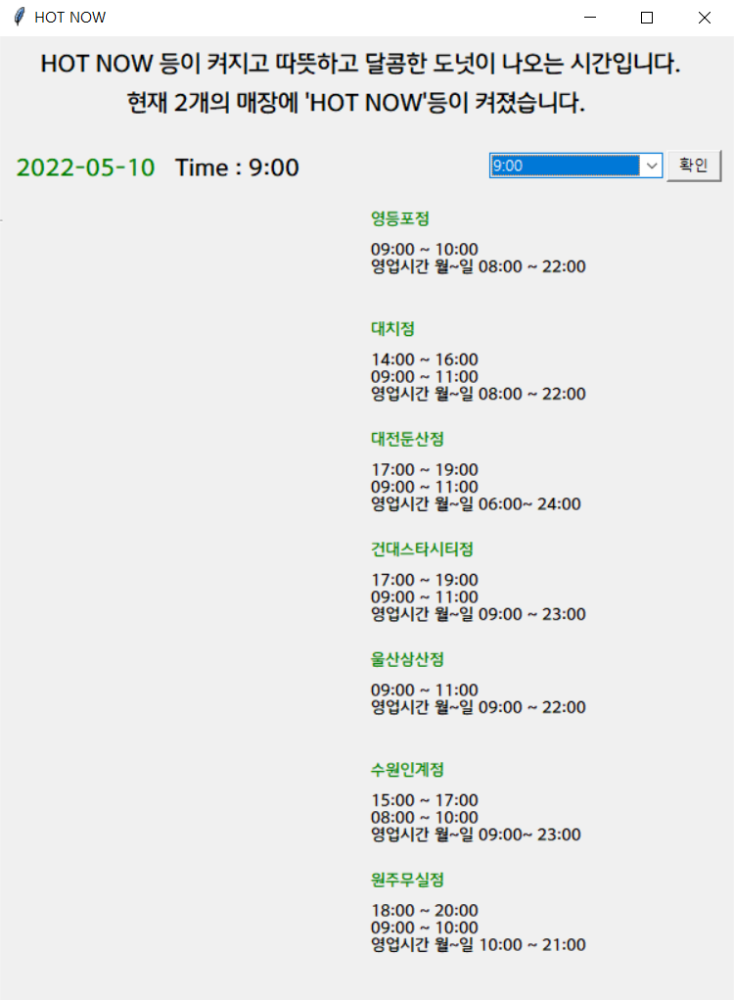 HOT NOW
HOT NOW 등이 켜지고 따뜻하고 달콤한 도넛이 나오는 시간입니다.
현재 2개의 매장에 'HOT NOW'등이 켜졌습니다.
2022-05-10 Time : 9:00
9:00
확인
영등포점
09:00 ~ 10:00
영업시간 월~일 08:00 ~ 22:00
대치점
14:00 ~ 16:00
09:00 ~ 11:00
영업시간 월~일 08:00 ~ 22:00
대전둔산점
17:00 ~ 19:00
09:00 ~ 11:00
영업시간 월~일 06:00~ 24:00
건대스타시티점
17:00 ~ 19:00
09:00 ~ 11:00
영업시간 월~일 09:00 ~ 23:00
울산삼산점
09:00 ~ 11:00
영업시간 월~일 09:00 ~ 22:00
수원인계점
15:00 ~ 17:00
08:00 ~ 10:00
영업시간 월~일 09:00~ 23:00
원주무실점
18:00 ~ 20:00
09:00 ~ 10:00
영업시간 월~일 10:00 ~ 21:00